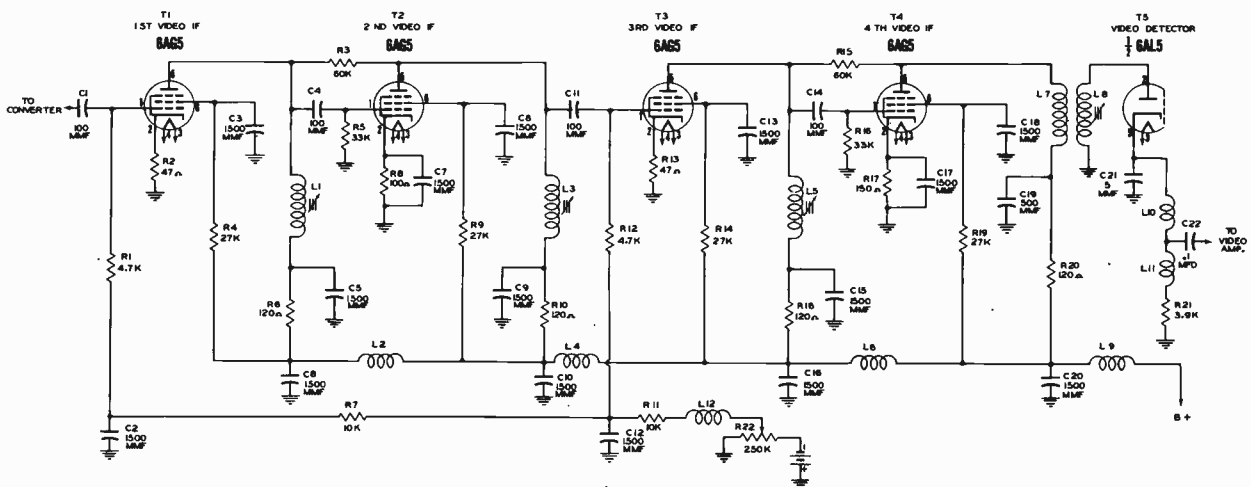 T1
1ST VIDEO IF
6AG5
T2
2 ND VIDEO IF
6AG5
T3
3RD VIDEO IF
6AG5
T4
4 TH VIDEO IF
6AG5
T5
VIDEO DETECTOR
1/2 6AL5
R3
60K
R15
60K
TO
CONVERTER
C1
100
MMF
C3
1500
MMF
C4
100
MMF
R5
33K
C6
1500
MMF
C11
100
MMF
C13
1500
MMF
C14
100
MMF
R16
33K
C18
1500
MMF
L7
L8
R2
47Ω
R8
100Ω
C7
1500
MMF
R13
47Ω
R17
150Ω
C17
1500
MMF
C21
5
MMF
L1
L3
L5
C19
500
MMF
L10
R1
4.7K
R4
27K
R9
27K
R12
4.7K
R14
27K
R19
27K
C22
.1
MFD
TO
VIDEO
AMP.
L11
R6
120Ω
C5
1500
MMF
C9
1500
MMF
R10
120Ω
R18
120Ω
C15
1500
MMF
R20
120Ω
R21
3.9K
L2
L4
L6
L9
C8
1500
MMF
C10
1500
MMF
C16
1500
MMF
C20
1500
MMF
B +
R7
10K
R11
10K
L12
R22
250K
C2
1500
MMF
C12
1500
MMF